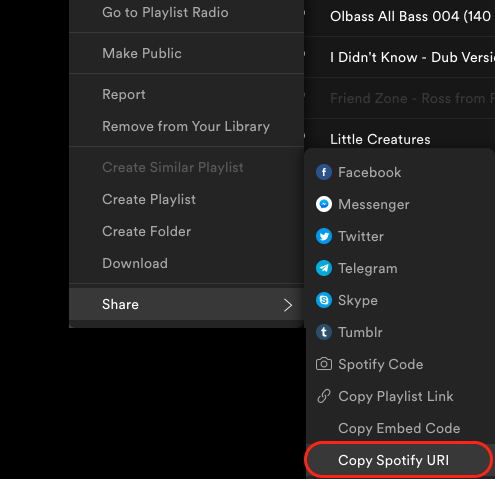 Go to Playlist Radio
Make Public
Report
Remove from Your Library
Create Similar Playlist
Create Playlist
Create Folder
Download
Share
Olbass All Bass 004 (140
I Didn't Know - Dub Versi
Friend Zone - Ross from F
Little Creatures
Facebook
Messenger
Twitter
Telegram
Skype
Tumblr
Spotify Code
Copy Playlist Link
Copy Embed Code
Copy Spotify URI